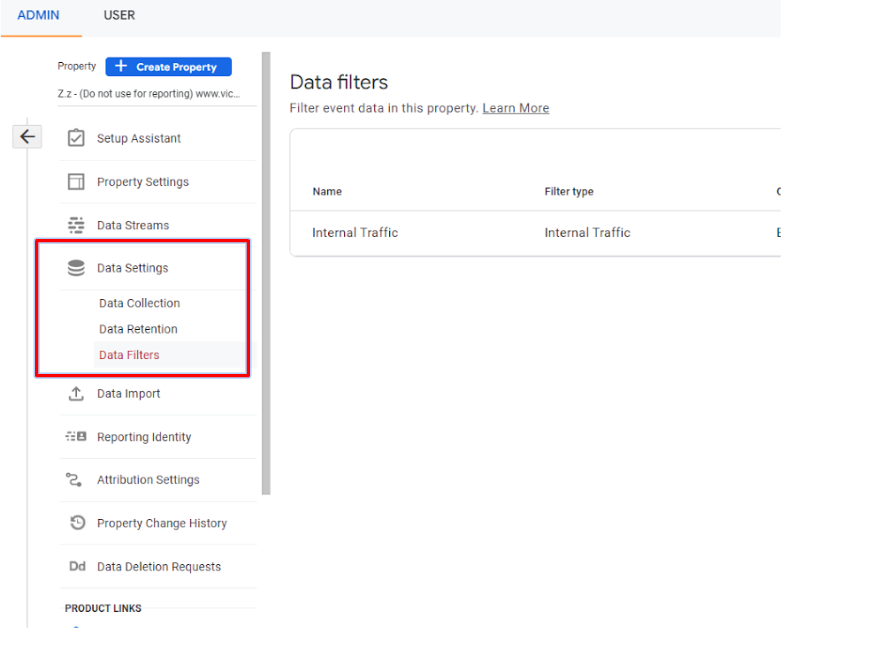 ADMIN USER
Property + Create Property
Z.z - (Do not use for reporting) www.vic...
Setup Assistant
Property Settings
Data Streams
Data Settings
Data Collection
Data Retention
Data Filters
Data Import
Reporting Identity
Attribution Settings
Property Change History
Dd Data Deletion Requests
PRODUCT LINKS
Data filters
Filter event data in this property. Learn More
Name Filter type
Internal Traffic Internal Traffic